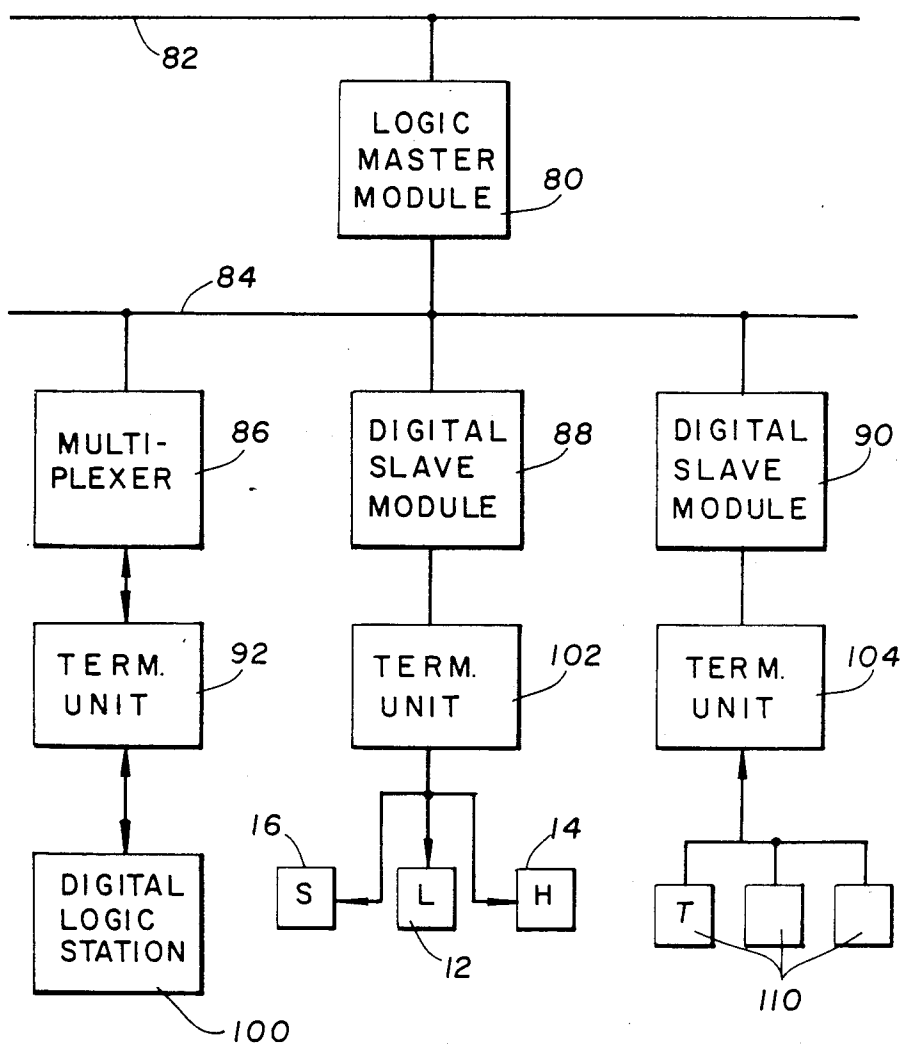 82
LOGIC
MASTER
MODULE
80
84
MULTI-
PLEXER
86
DIGITAL
SLAVE
MODULE
88
DIGITAL
SLAVE
MODULE
90
TERM.
UNIT
92
TERM.
UNIT
102
TERM.
UNIT
104
16
S
L
12
14
H
T
110
DIGITAL
LOGIC
STATION
100